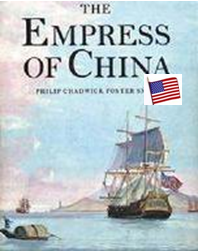 THE
EMPRESS
OF CHINA
PHILIP CHADWICK FOSTER